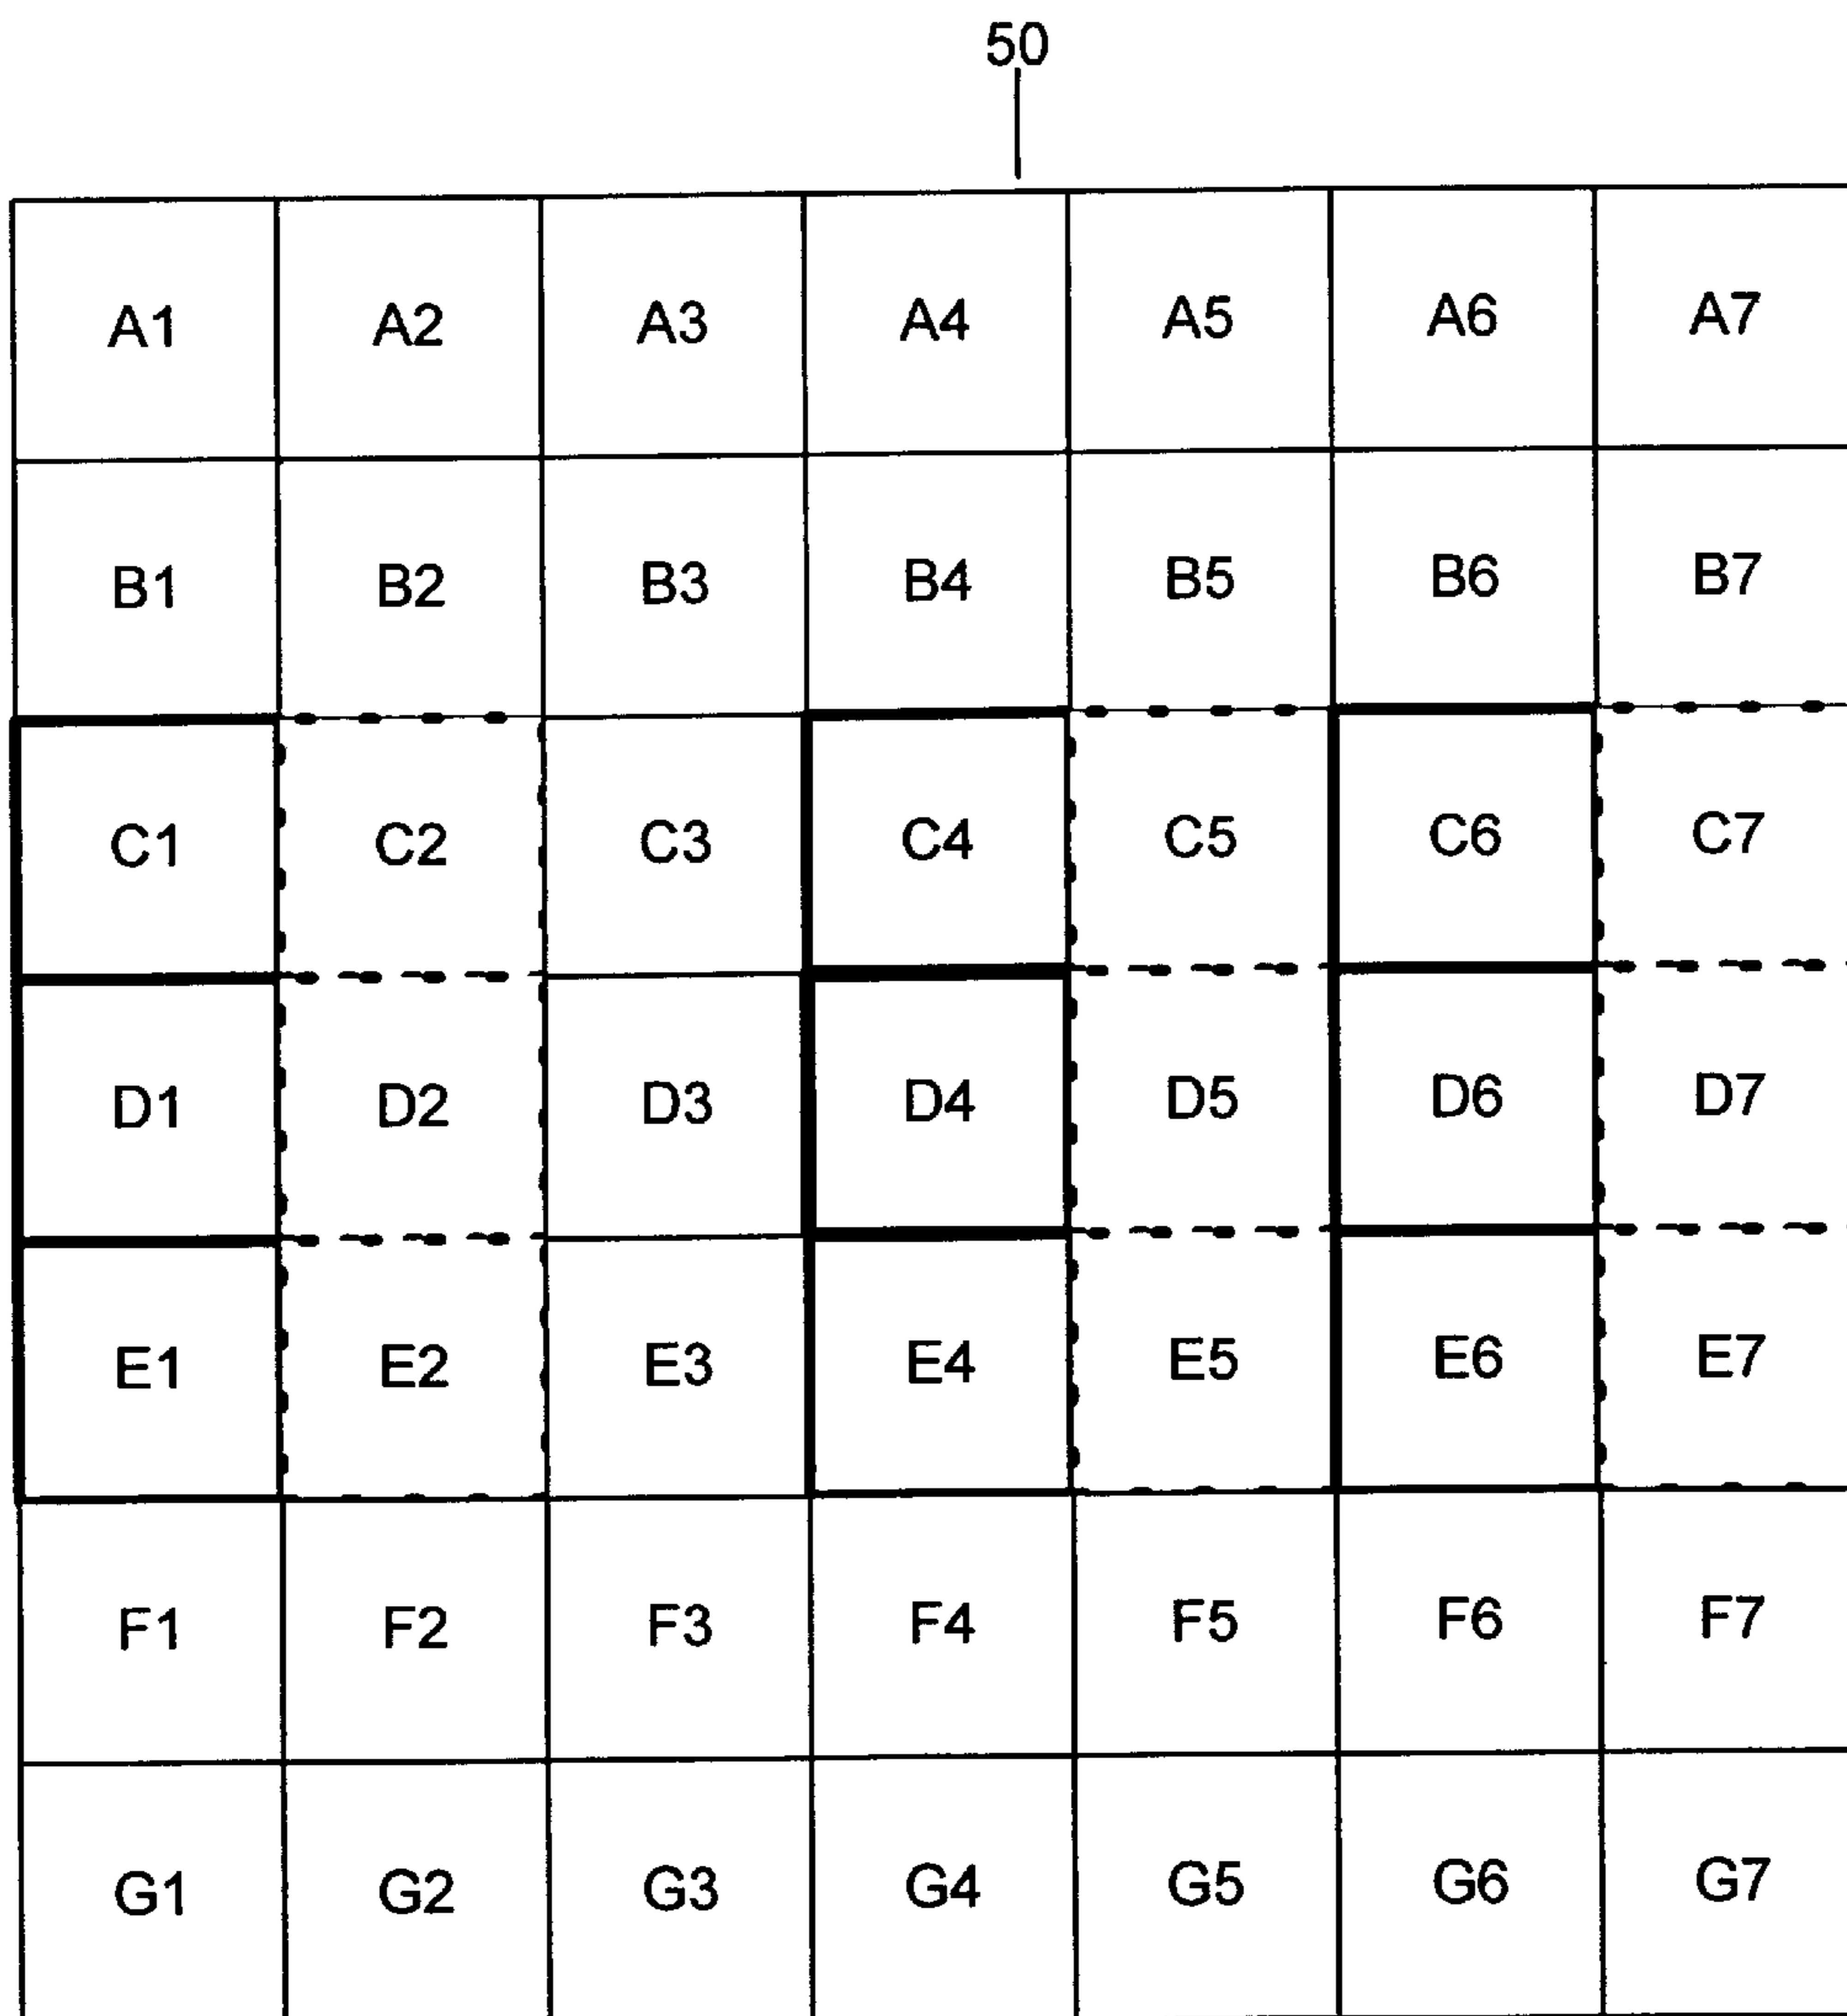 50
A1 A2 A3 A4 A5 A6 A7
B1 B2 B3 B4 B5 B6 B7
C1 C2 C3 C4 C5 C6 C7
D1 D2 D3 D4 D5 D6 D7
E1 E2 E3 E4 E5 E6 E7
F1 F2 F3 F4 F5 F6 F7
G1 G2 G3 G4 G5 G6 G7